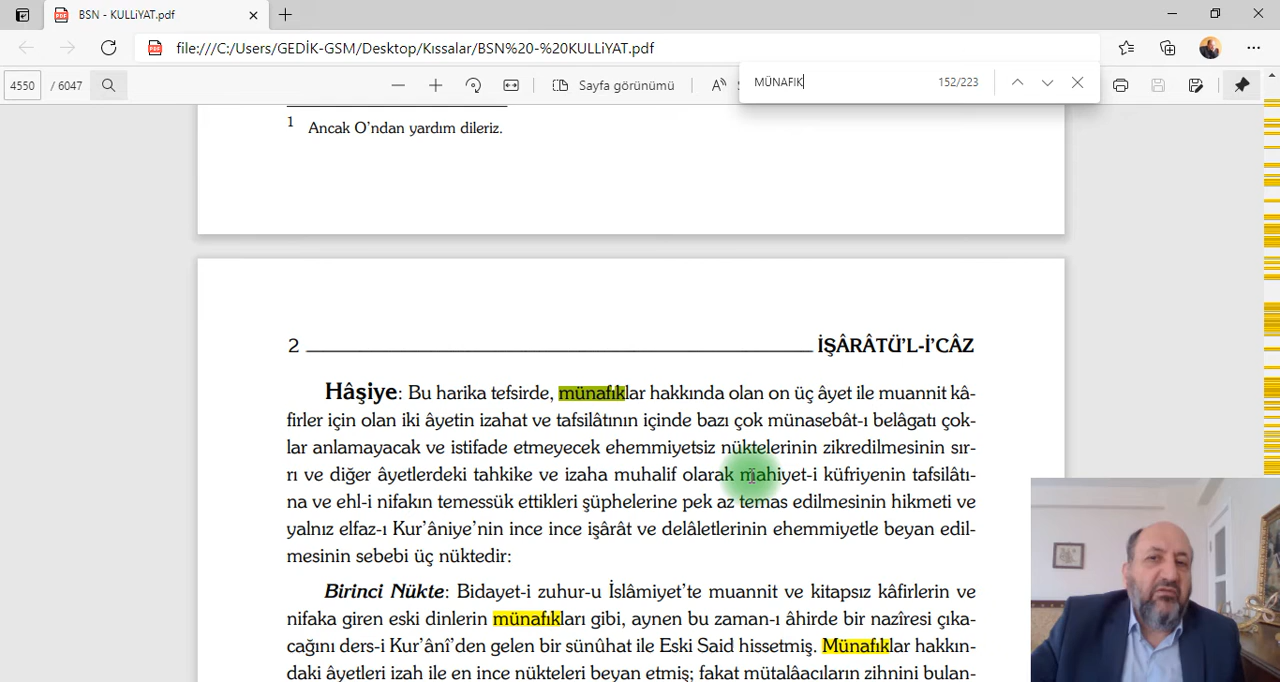 BSN - KULLiYAT.pdf
file:///C:/Users/GEDİK-GSM/Desktop/Kıssalar/BSN%20-%20KULLiYAT.pdf
4550 / 6047
Sayfa görünümü
MÜNAFIK 152/223
1 Ancak O'ndan yardım dileriz.
2 İŞÂRÂTÜ'L-İ'CÂZ
Hâşiye: Bu harika tefsirde, münafıklar hakkında olan on üç âyet ile muannit kâ-
firler için olan iki âyetin izahat ve tafsilâtının içinde bazı çok münasebât-ı belâgatı çok-
lar anlamayacak ve istifade etmeyecek ehemmiyetsiz nüktelerinin zikredilmesinin sır-
rı ve diğer âyetlerdeki tahkike ve izaha muhalif olarak mahiyet-i küfriyenin tafsilâtı-
na ve ehl-i nifakın temessük ettikleri şüphelerine pek az temas edilmesinin hikmeti ve
yalnız elfaz-ı Kur'âniye'nin ince ince işârât ve delâletlerinin ehemmiyetle beyan edil-
mesinin sebebi üç nüktedir:
Birinci Nükte: Bidayet-i zuhur-u İslâmiyet'te muannit ve kitapsız kâfirlerin ve
nifaka giren eski dinlerin münafıkları gibi, aynen bu zaman-ı âhirde bir nazîresi çıka-
cağını ders-i Kur'ânî'den gelen bir sünûhat ile Eski Said hissetmiş. Münafıklar hakkın-
daki âyetleri izah ile en ince nükteleri beyan etmiş; fakat mütalâacıların zihnini bulan-